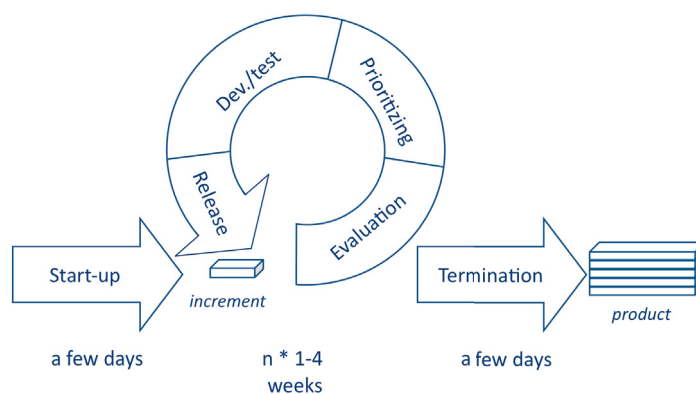 Dev./test
Prioritizing
Release
Evaluation
Start-up
increment
Termination
product
a few days
n * 1-4
weeks
a few days